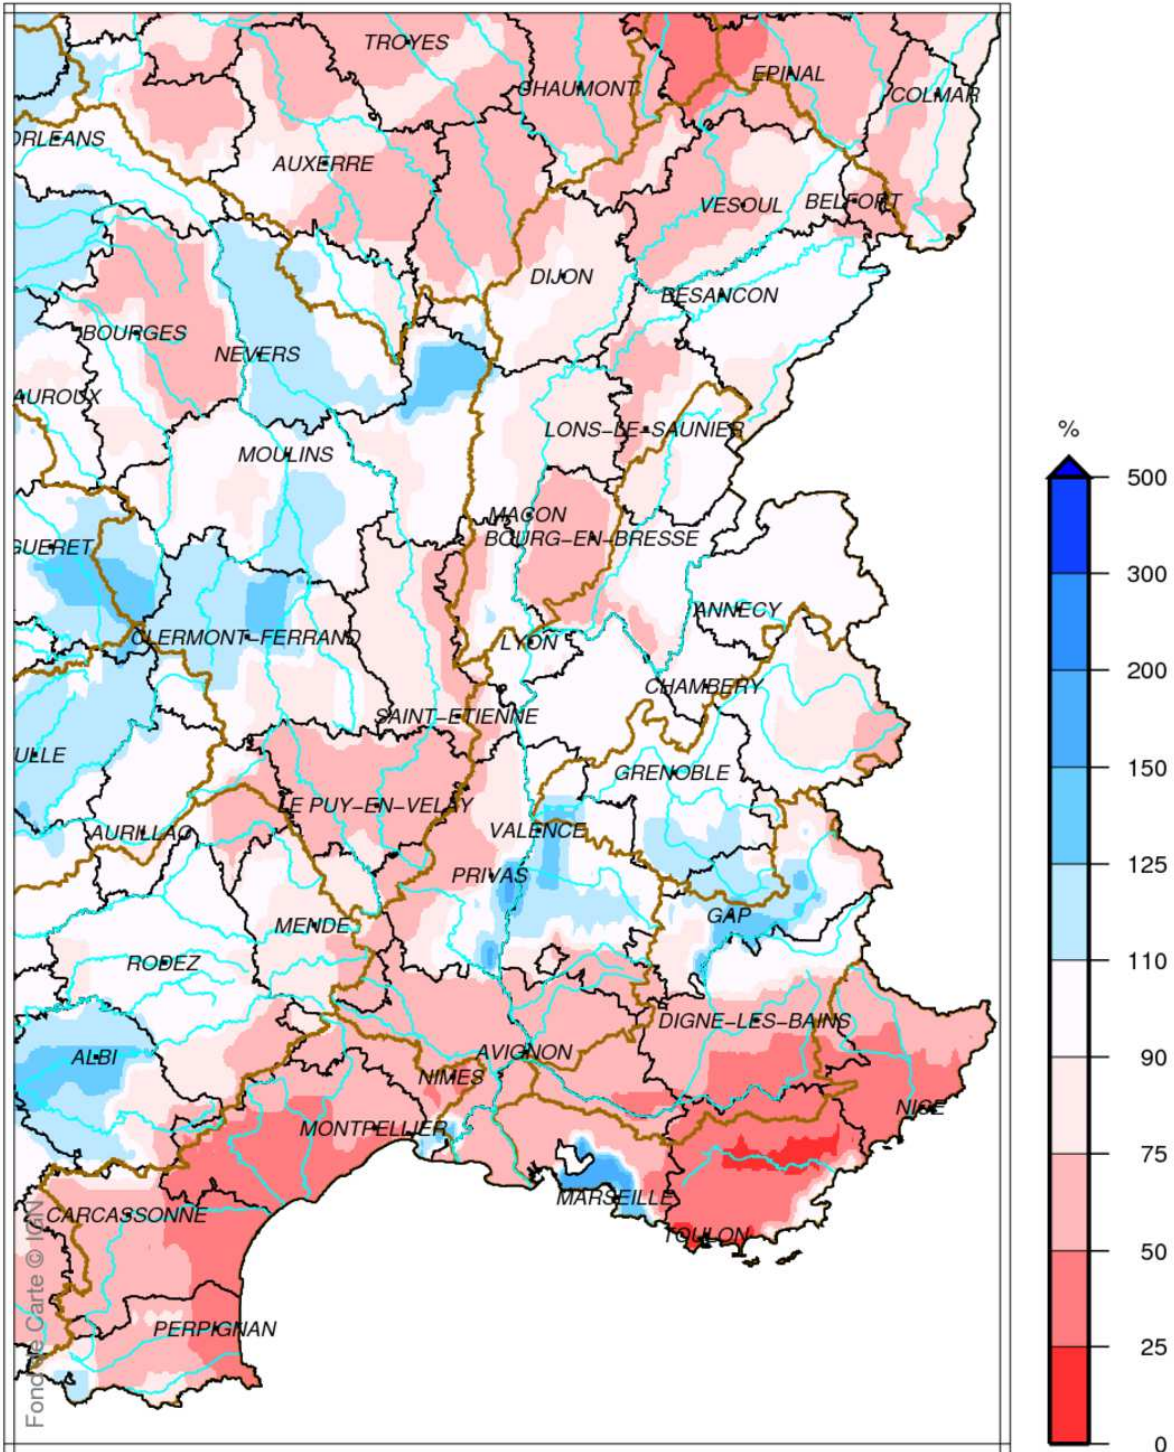 TROYES
CHAUMONT
EPINAL
COLMAR
ORLEANS
AUXERRE
VESOUL
BELFORT
DIJON
BESANCON
BOURGES
NEVERS
AUROUX
LONS-LE-SAUNIER
MOULINS
MACON
BOURG-EN-BRESSE
GUERET
ANNECY
CLERMONT-FERRAND
LYON
CHAMBERY
SAINT-ETIENNE
ULLE
GRENOBLE
LE PUY-EN-VELAY
AURILLAC
VALENCE
PRIVAS
GAP
MENDE
RODEZ
DIGNE-LES-BAINS
ALBI
AVIGNON
NIMES
NICE
MONTPELLIER
MARSEILLE
CARCASSONNE
TOULON
PERPIGNAN
Fond de Carte © IGN
%
500
300
200
150
125
110
90
75
50
25
0